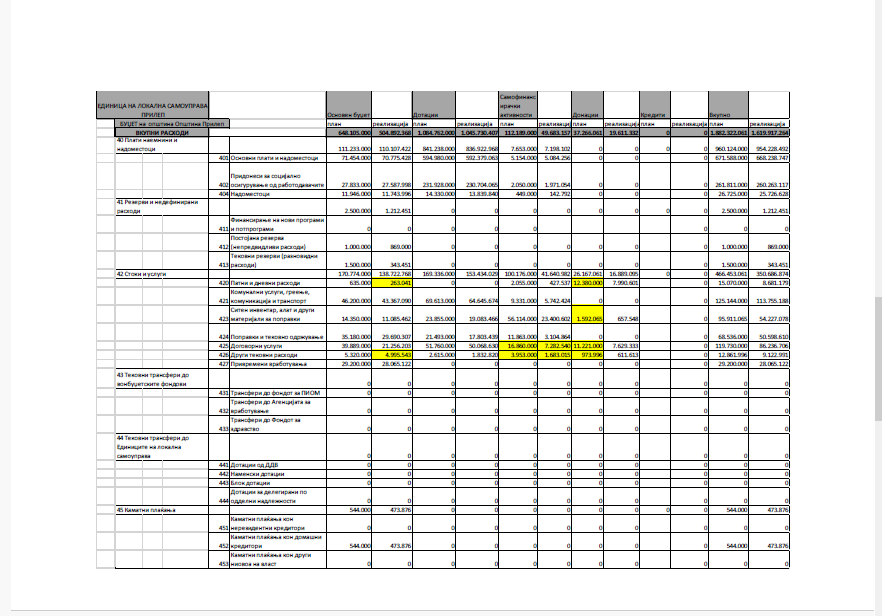 Самофинанс
ЕДИНИЦА НА ЛОКАЛНА САМОУПРАВА ирачки
ПРИЛЕП Основен буџет Дотации активности Донации Кредити Вкупно
БУЏЕТ на општина Општина Прилеп план реализација план реализација план реализаци план реализација план реализација план реализација
ВКУПНИ РАСХОДИ 648.105.000 504.892.368 1.084.762.000 1.045.730.407 112.189.000 49.683.157 37.266.061 19.611.332 0 0 1.882.322.061 1.619.917.264
40 Плати наемнини и
надоместоци 111.233.000 110.107.422 841.238.000 836.922.968 7.653.000 7.198.102 0 0 0 960.124.000 954.228.492
401 Основни плати и надоместоци 71.454.000 70.775.428 594.980.000 592.379.063 5.154.000 5.084.256 0 0 0 671.588.000 668.238.747
Придонеси за социјално
402 осигурување од работодавачите 27.833.000 27.587.998 231.928.000 230.704.065 2.050.000 1.971.054 0 0 0 261.811.000 260.263.117
404 Надоместоци 11.946.000 11.743.996 14.330.000 13.839.840 449.000 142.792 0 0 0 26.725.000 25.726.628
41 Резерви и недефинирани
расходи 2.500.000 1.212.451 0 0 0 0 0 0 0 0 2.500.000 1.212.451
Финансирање на нови програми
411 и потпрограми 0 0 0 0 0 0 0 0 0 0 0
Постојана резерва
412 (непредвидливи расходи) 1.000.000 869.000 0 0 0 0 0 0 0 1.000.000 869.000
Тековни резерви (разновидни
413 расходи) 1.500.000 343.451 0 0 0 0 0 0 0 1.500.000 343.451
42 Стоки и услуги 170.774.000 138.722.768 169.336.000 153.434.029 100.176.000 41.640.982 26.167.061 16.889.095 0 0 466.453.061 350.686.874
420 Патни и дневни расходи 635.000 263.041 0 0 2.055.000 427.537 12.380.000 7.990.601 0 15.070.000 8.681.179
Комунални услуги, греење,
421 комуникација и транспорт 46.200.000 43.367.090 69.613.000 64.645.674 9.331.000 5.742.424 0 0 0 125.144.000 113.755.188
Ситен инвентар, алат и други
423 материјали за поправки 14.350.000 11.085.462 23.855.000 19.083.466 56.114.000 23.400.602 1.592.065 657.548 0 95.911.065 54.227.078
424 Поправки и тековно одржување 35.180.000 29.690.307 21.493.000 17.803.439 11.863.000 3.104.864 0 0 0 68.536.000 50.598.610
425 Договорни услуги 39.889.000 21.256.203 51.760.000 50.068.630 16.860.000 7.282.540 11.221.000 7.629.333 0 119.730.000 86.236.706
426 Други тековни расходи 5.320.000 4.995.543 2.615.000 1.832.820 3.953.000 1.683.015 973.996 611.613 0 12.861.996 9.122.991
427 Привремени вработувања 29.200.000 28.065.122 0 0 0 0 0 0 0 29.200.000 28.065.122
43 Тековни трансфери до
вонбуџетските фондови 0 0 0 0 0 0 0 0 0 0 0
431 Трансфери до фондот за ПИОМ 0 0 0 0 0 0 0 0 0 0 0
Трансфери до Агенцијата за
432 вработување 0 0 0 0 0 0 0 0 0 0 0
Трансфери до Фондот за
433 здравство 0 0 0 0 0 0 0 0 0 0 0
44 Тековни трансфери до
Единиците на локална
самоуправа 0 0 0 0 0 0 0 0 0 0 0
441 Дотации од ДДВ 0 0 0 0 0 0 0 0 0 0 0
442 Наменски дотации 0 0 0 0 0 0 0 0 0 0 0
443 Блок дотации 0 0 0 0 0 0 0 0 0 0 0
Дотации за делегирани по
444 одделни надлежности 0 0 0 0 0 0 0 0 0 0 0
45 Каматни плаќања 544.000 473.876 0 0 0 0 0 0 0 0 544.000 473.876
Каматни плаќања кон
451 нерезидентни кредитори 0 0 0 0 0 0 0 0 0 0 0
Каматни плаќања кон домашни
452 кредитори 544.000 473.876 0 0 0 0 0 0 0 544.000 473.876
Каматни плаќања кон други
453 нивоа на власт 0 0 0 0 0 0 0 0 0 0 0